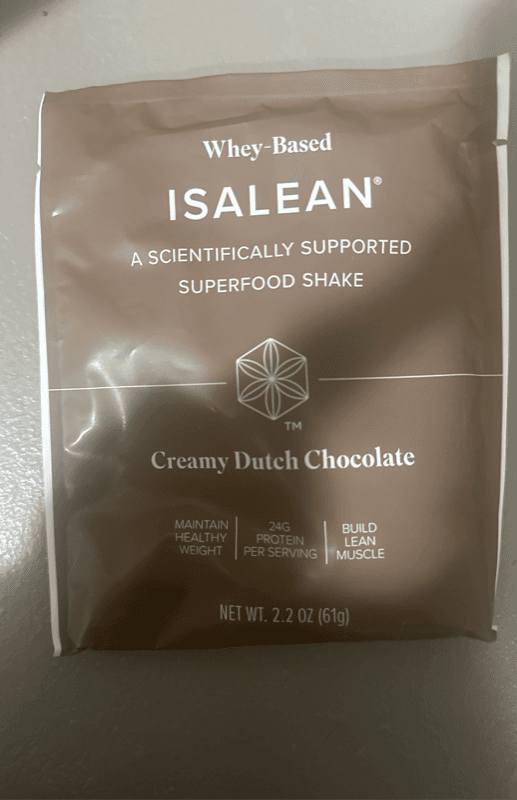 Whey-Based
ISALEAN®
A SCIENTIFICALLY SUPPORTED
SUPERFOOD SHAKE
TM
Creamy Dutch Chocolate
MAINTAIN
HEALTHY
WEIGHT
24G
PROTEIN
PER SERVING
BUILD
LEAN
MUSCLE
NET WT. 2.2 OZ (61g)